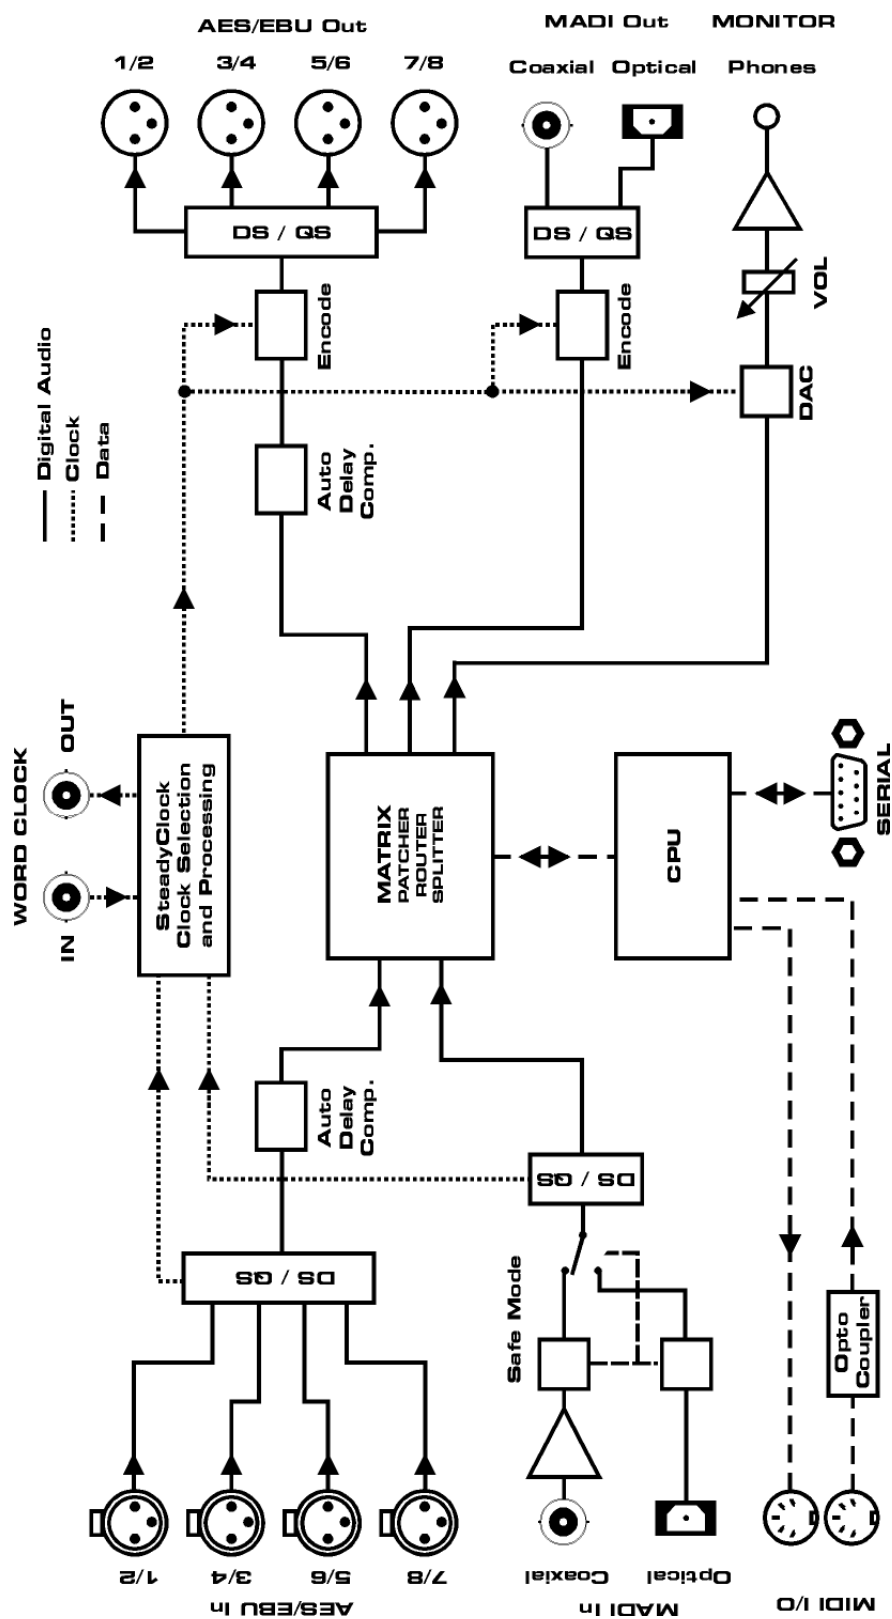 AES/EBU Out
MADI Out
MONITOR
1/2
3/4
5/6
7/8
Coaxial
Optical
Phones
DS / QS
DS / QS
VOL
Encode
Encode
Digital Audio
Clock
Data
DAC
Auto
Delay
Comp.
WORD CLOCK
OUT
IN
SteadyClock
Clock Selection
and Processing
MATRIX
PATCHER
ROUTER
SPLITTER
CPU
SERIAL
Auto
Delay
Comp.
DS / QS
DS / QS
Safe Mode
Opto
Coupler
1/2
3/4
5/6
7/8
Coaxial
Optical
AES/EBU In
MADI In
MIDI I/O